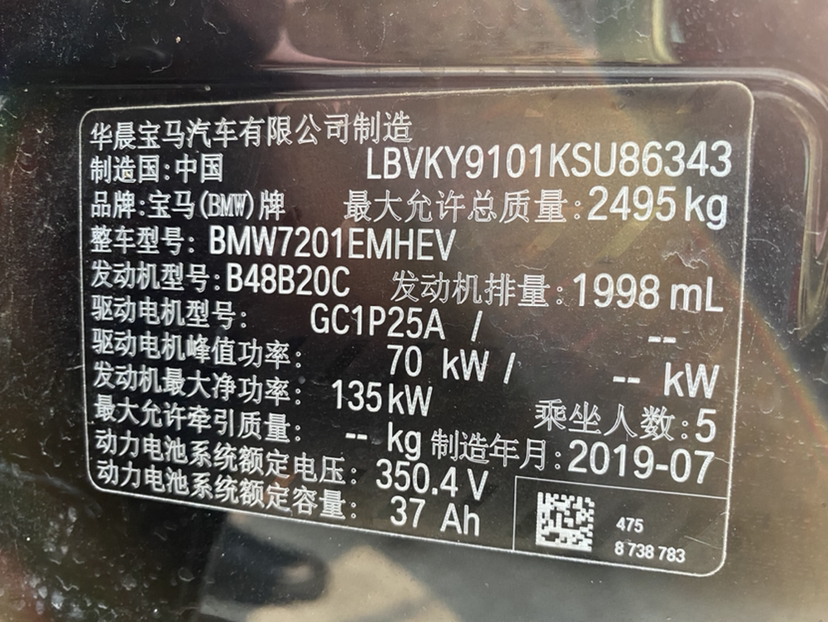 华晨宝马汽车有限公司制造
制造国:中国 LBVKY9101KSU86343
品牌:宝马(BMW)牌 最大允许总质量:2495kg
整车型号:BMW7201EMHEV
发动机型号:B48B20C 发动机排量:1998 mL
驱动电机型号: GC1P25A / --
驱动电机峰值功率: 70 kW / -- kW
发动机最大净功率: 135kW 乘坐人数:5
最大允许牵引质量: -- kg 制造年月:2019-07
动力电池系统额定电压: 350.4 V
动力电池系统额定容量: 37 Ah
475
8 738 783